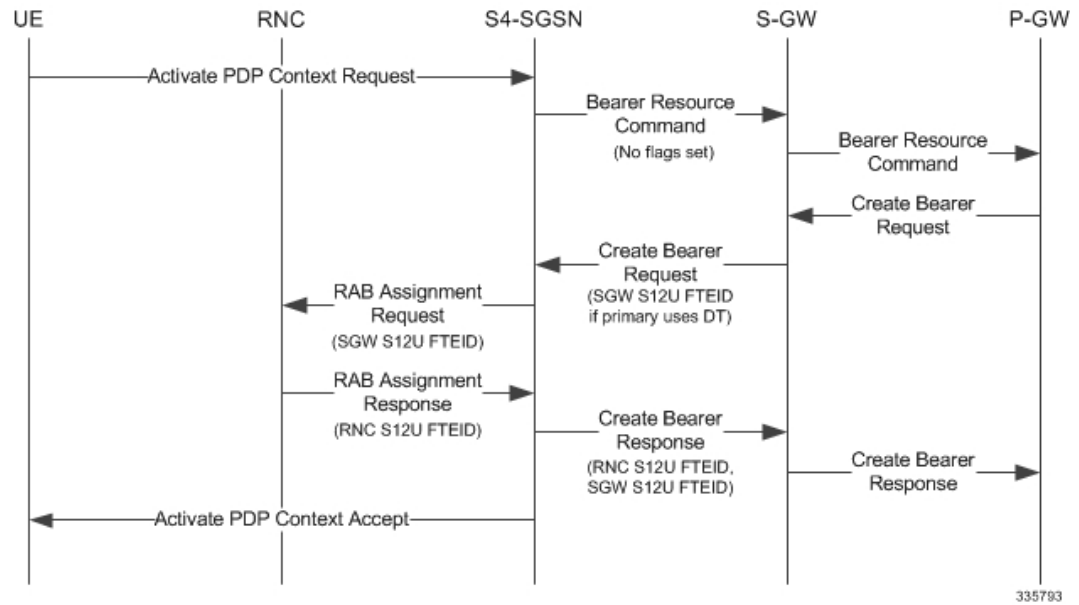 UE RNC S4-SGSN S-GW P-GW
Activate PDP Context Request
Bearer Resource
Command
(No flags set)
Bearer Resource
Command
Create Bearer
Request
Create Bearer
Request
(SGW S12U FTEID
if primary uses DT)
RAB Assignment
Request
(SGW S12U FTEID)
RAB Assignment
Response
(RNC S12U FTEID)
Create Bearer
Response
(RNC S12U FTEID,
SGW S12U FTEID)
Create Bearer
Response
Activate PDP Context Accept
335793